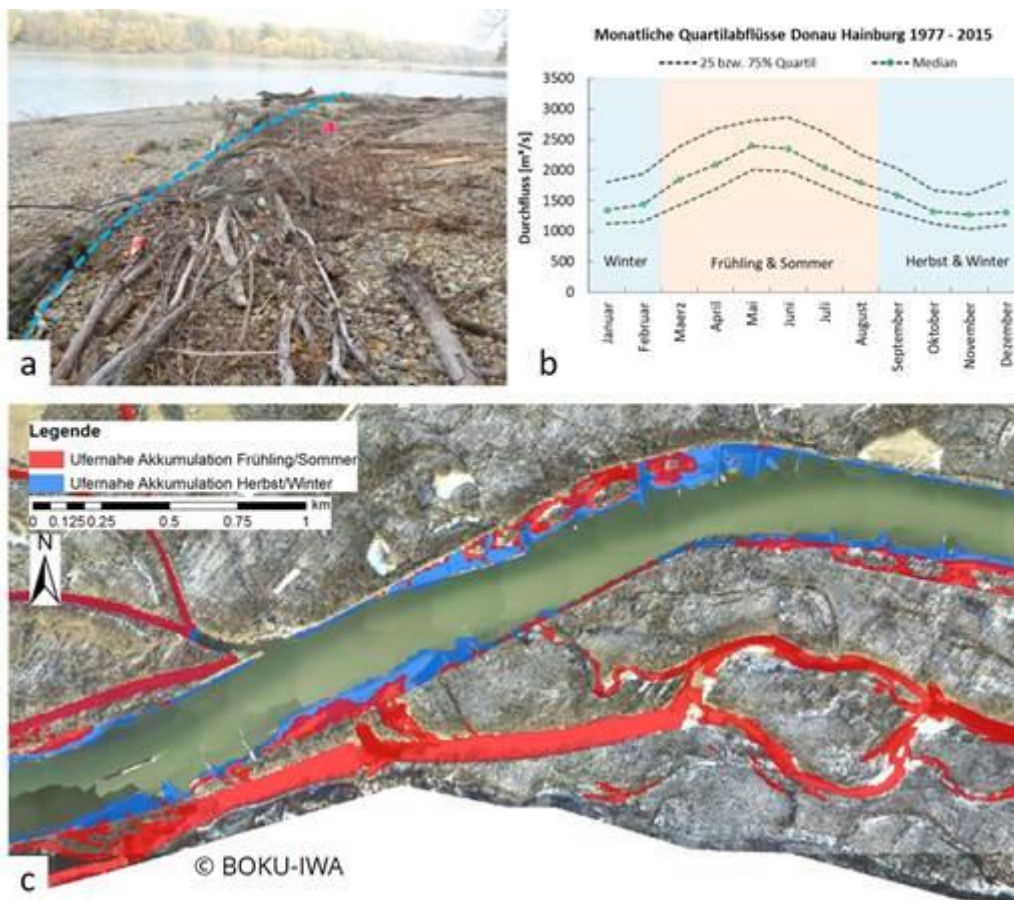 a
Monatliche Quartilabflüsse Donau Hainburg 1977 - 2015
25 bzw. 75% Quartil
Median
Durchfluss [m³/s]
3500
3000
2500
2000
1500
1000
500
0
Winter
Frühling & Sommer
Herbst & Winter
Januar
Februar
Maerz
April
Mai
Juni
Juli
August
September
Oktober
November
Dezember
b
Legende
Ufernahe Akkumulation Frühling/Sommer
Ufernahe Akkumulation Herbst/Winter
km
0 0.125 0.25 0.5 0.75 1
N
© BOKU-IWA
c